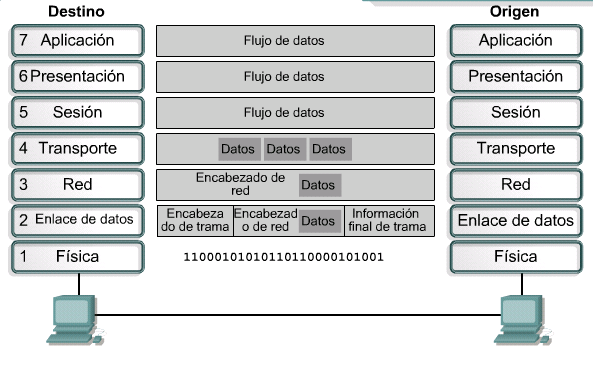 Destino
Origen
7 Aplicación
Flujo de datos
Aplicación
6 Presentación
Flujo de datos
Presentación
5 Sesión
Flujo de datos
Sesión
4 Transporte
Datos Datos Datos
Transporte
3 Red
Encabezado de
red
Datos
Red
2 Enlace de datos
Encabeza
do de trama
Encabezad
o de red
Datos
Información
final de trama
Enlace de datos
1 Física
11000101010110110000101001
Física